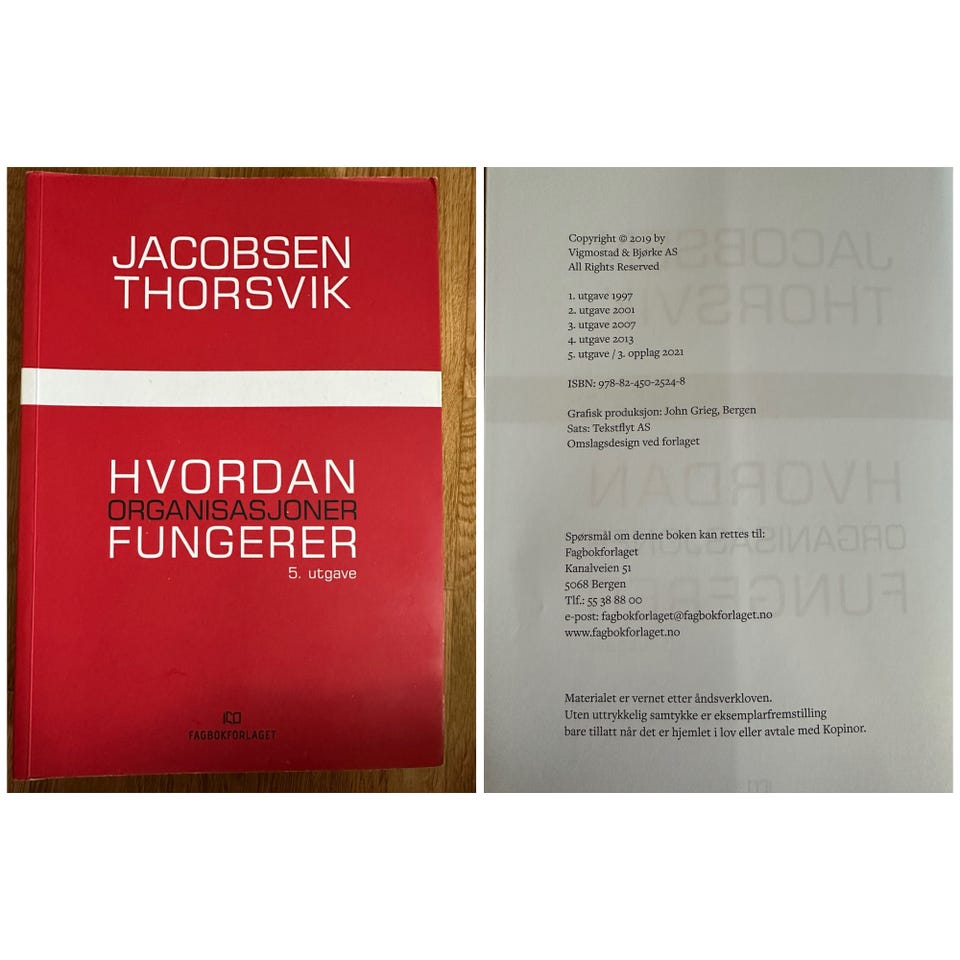 JACOBSEN
THORSVIK
HVORDAN
ORGANISASJONER
FUNGERER
5. utgave
FAGBOKFORLAGET
Copyright © 2019 by
Vigmostad & Bjørke AS
All Rights Reserved
1. utgave 1997
2. utgave 2001
3. utgave 2007
4. utgave 2013
5. utgave / 3. opplag 2021
ISBN: 978-82-450-2524-8
Grafisk produksjon: John Grieg, Bergen
Sats: Tekstflyt AS
Omslagsdesign ved forlaget
Spørsmål om denne boken kan rettes til:
Fagbokforlaget
Kanalveien 51
5068 Bergen
Tlf.: 55 38 88 00
e-post: fagbokforlaget@fagbokforlaget.no
www.fagbokforlaget.no
Materialet er vernet etter åndsverkloven.
Uten uttrykkelig samtykke er eksemplarfremstilling
bare tillatt når det er hjemlet i lov eller avtale med Kopinor.